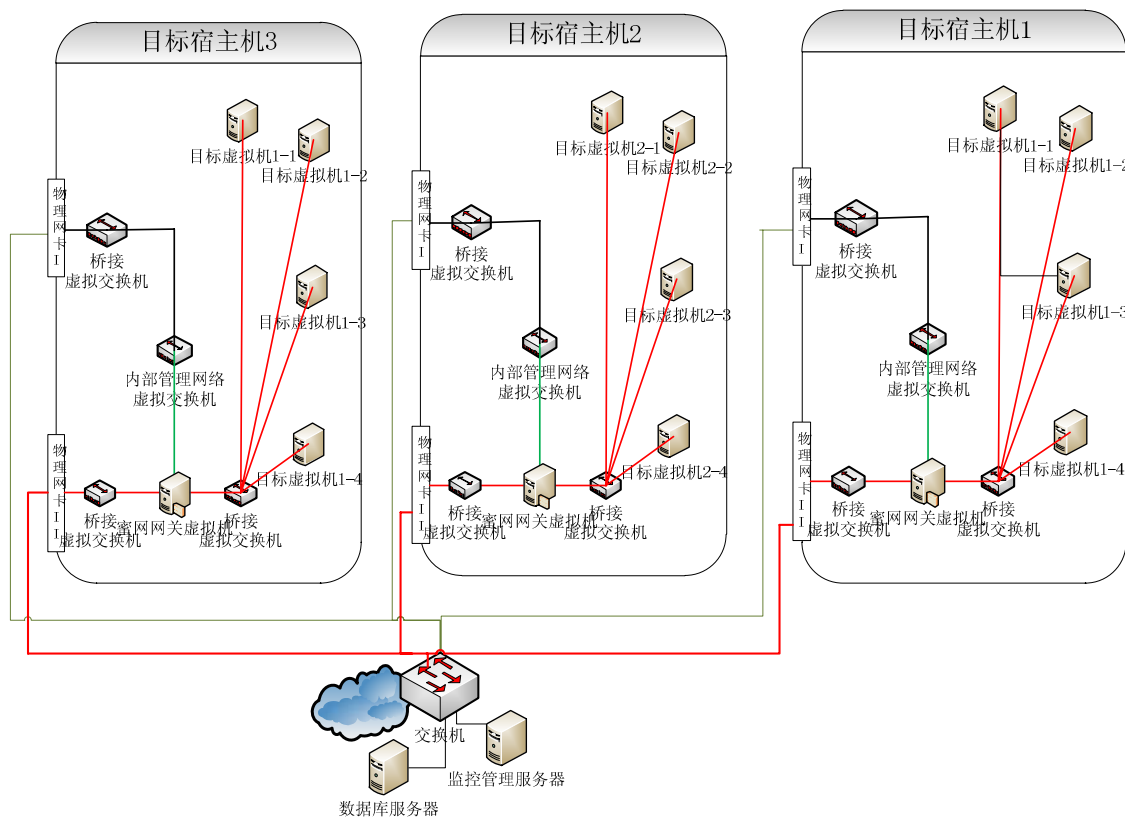 目标宿主机3
目标虚拟机1-1
目标虚拟机1-2
物理网卡I
桥接
虚拟交换机
目标虚拟机1-3
内部管理网络
虚拟交换机
目标虚拟机1-4
物理网卡II
桥接
虚拟交换机
蜜网网关虚拟机
桥接
虚拟交换机
目标宿主机2
目标虚拟机2-1
目标虚拟机2-2
物理网卡I
桥接
虚拟交换机
目标虚拟机2-3
内部管理网络
虚拟交换机
目标虚拟机2-4
物理网卡II
桥接
虚拟交换机
蜜网网关虚拟机
桥接
虚拟交换机
目标宿主机1
目标虚拟机1-1
目标虚拟机1-2
物理网卡I
桥接
虚拟交换机
目标虚拟机1-3
内部管理网络
虚拟交换机
目标虚拟机1-4
物理网卡II
桥接
虚拟交换机
蜜网网关虚拟机
桥接
虚拟交换机
交换机
监控管理服务器
数据库服务器